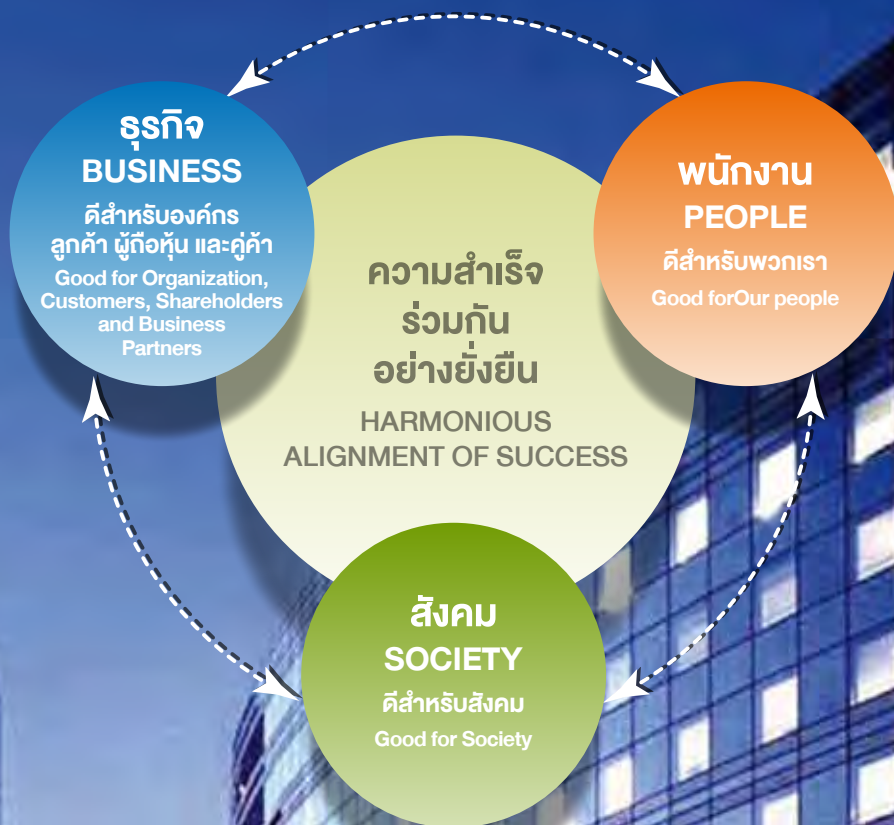 ธุรกิจ
BUSINESS
ดีสำหรับองค์กร
ลูกค้า ผู้ถือหุ้น และคู่ค้า
Good for Organization,
Customers, Shareholders
and Business
Partners
พนักงาน
PEOPLE
ดีสำหรับพวกเรา
Good forOur people
ความสำเร็จ
ร่วมกัน
อย่างยั่งยืน
HARMONIOUS
ALIGNMENT OF SUCCESS
สังคม
SOCIETY
ดีสำหรับสังคม
Good for Society